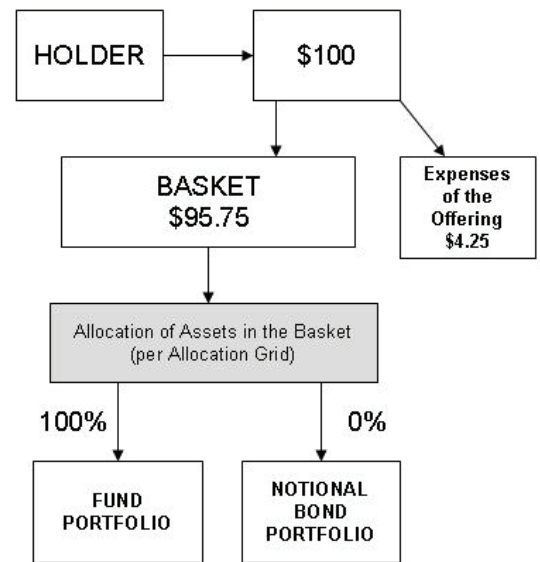 HOLDER
$100
BASKET
$95.75
Expenses
of the
Offering
$4.25
Allocation of Assets in the Basket
(per Allocation Grid)
100%
0%
FUND
PORTFOLIO
NOTIONAL
BOND
PORTFOLIO